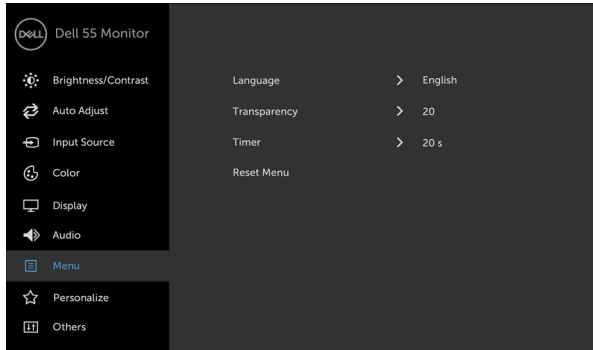 DELL Dell 55 Monitor
Brightness/Contrast
Auto Adjust
Input Source
Color
Display
Audio
Menu
Personalize
Others
Language > English
Transparency > 20
Timer > 20 s
Reset Menu